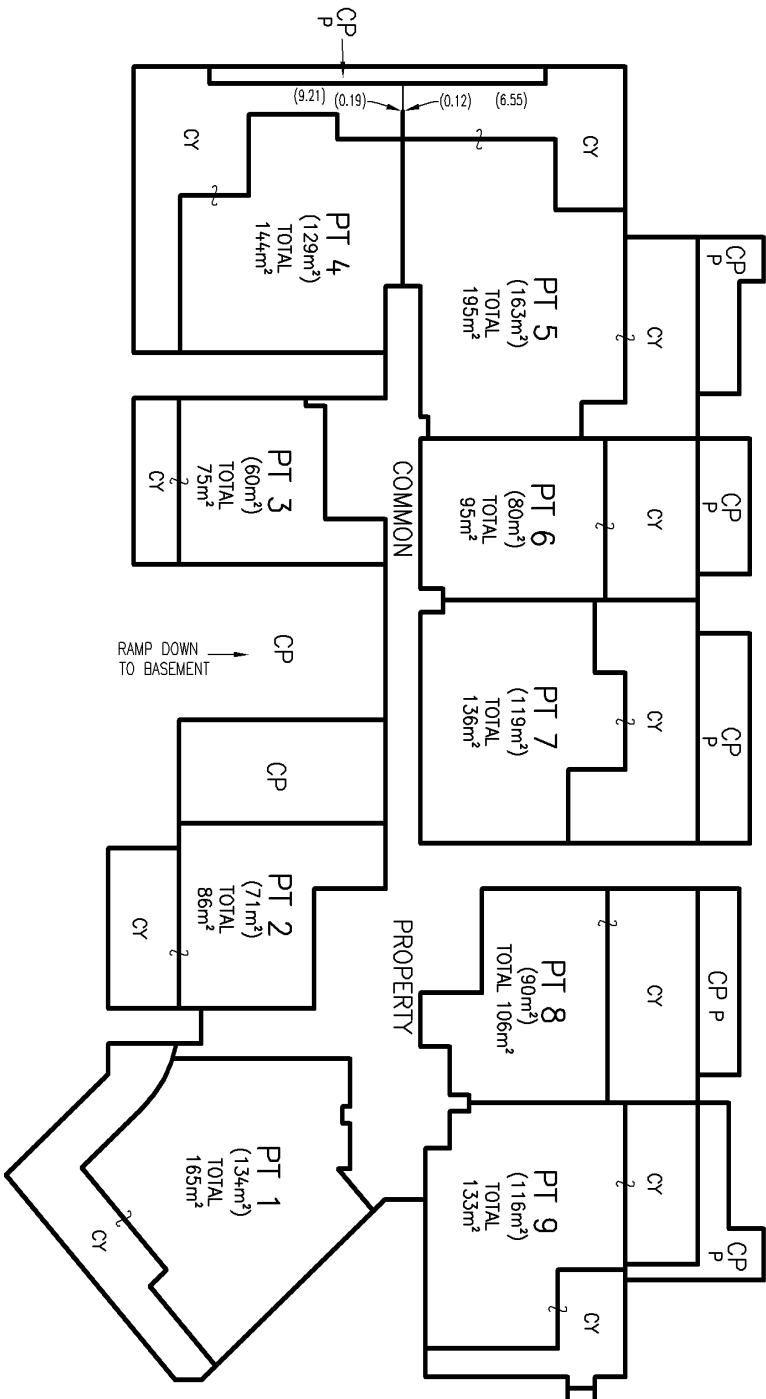 CP
P
(9.21)
(0.19)
(0.12)
(6.55)
CY
CY
CP
P
PT 4
(129m²)
TOTAL
144m²
PT 5
(163m²)
TOTAL
195m²
CY
PT 3
(60m²)
TOTAL
75m²
CY
COMMON
PT 6
(80m²)
TOTAL
95m²
CY
CP
P
RAMP DOWN
TO BASEMENT
CP
PT 7
(119m²)
TOTAL
136m²
CY
CP
P
CP
PT 2
(71m²)
TOTAL
86m²
CY
PROPERTY
PT 8
(90m²)
TOTAL 106m²
CY
CP P
PT 1
(134m²)
TOTAL
165m²
CY
PT 9
(116m²)
TOTAL
133m²
CY
CP
P
CY